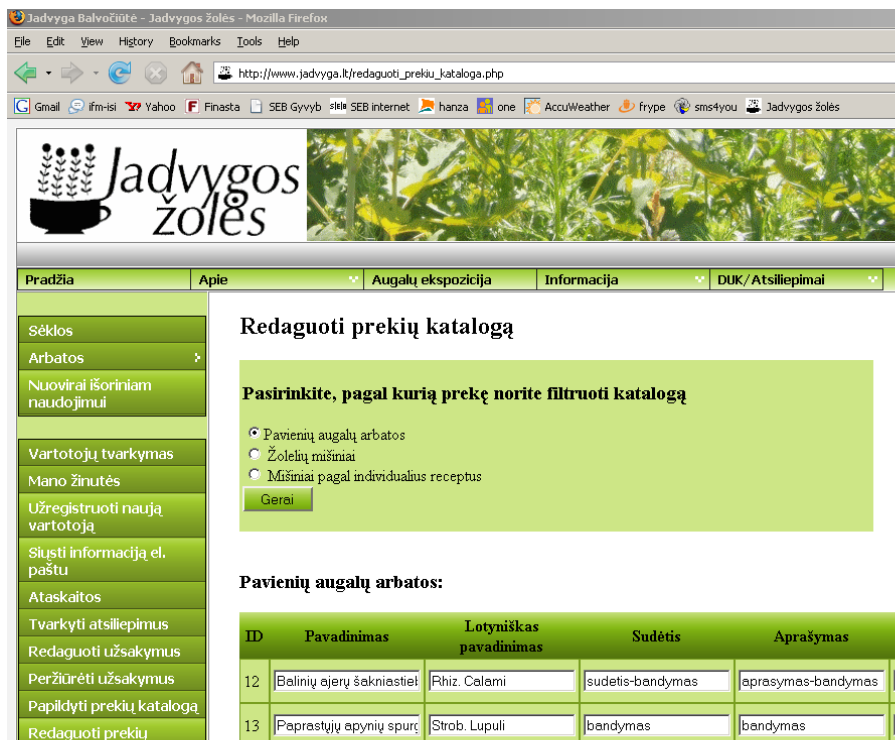 Jadvyga Balvočiūtė - Jadvygos žolės - Mozilla Firefox
File Edit View History Bookmarks Tools Help
http://www.jadvyga.lt/redaguoti_prekiu_kataloga.php
Gmail ifm-isi Yahoo Finasta SEB Gyvyb SEB internet hanza one AccuWeather frype sms4you Jadvygos žolės
Jadvygos
žolės
Pradžia Apie Augalų ekspozicija Informacija DUK/Atsiliepimai
Sėklos
Arbatos
Nuovirai išoriniam
naudojimui
Vartotojų tvarkymas
Mano žinutės
Užregistruoti naują
vartotoją
Siųsti informaciją el.
paštu
Ataskaitos
Tvarkyti atsiliepimus
Redaguoti užsakymus
Peržiūrėti užsakymus
Papildyti prekių katalogą
Redaguoti prekių
Redaguoti prekių katalogą
Pasirinkite, pagal kurią prekę norite filtruoti katalogą
Pavienių augalų arbatos
Žolelių mišiniai
Mišiniai pagal individualius receptus
Gerai
Pavienių augalų arbatos:
ID Pavadinimas Lotyniškas pavadinimas Sudėtis Aprašymas
12 Balinių ajerų šakniastieb Rhiz. Calami sudetis-bandymas aprasymas-bandymas
13 Paprastųjų apynių spurg Strob. Lupuli bandymas bandymas